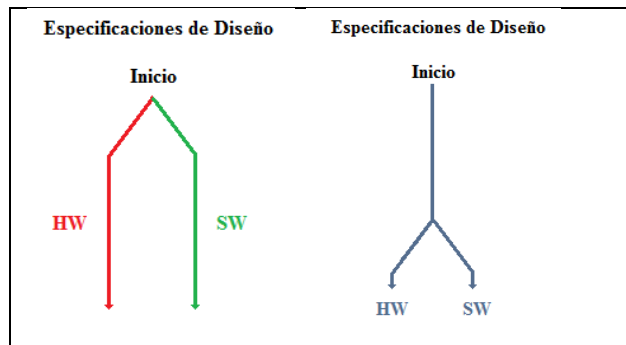 Especificaciones de Diseño
Inicio
HW
SW
Especificaciones de Diseño
Inicio
HW
SW